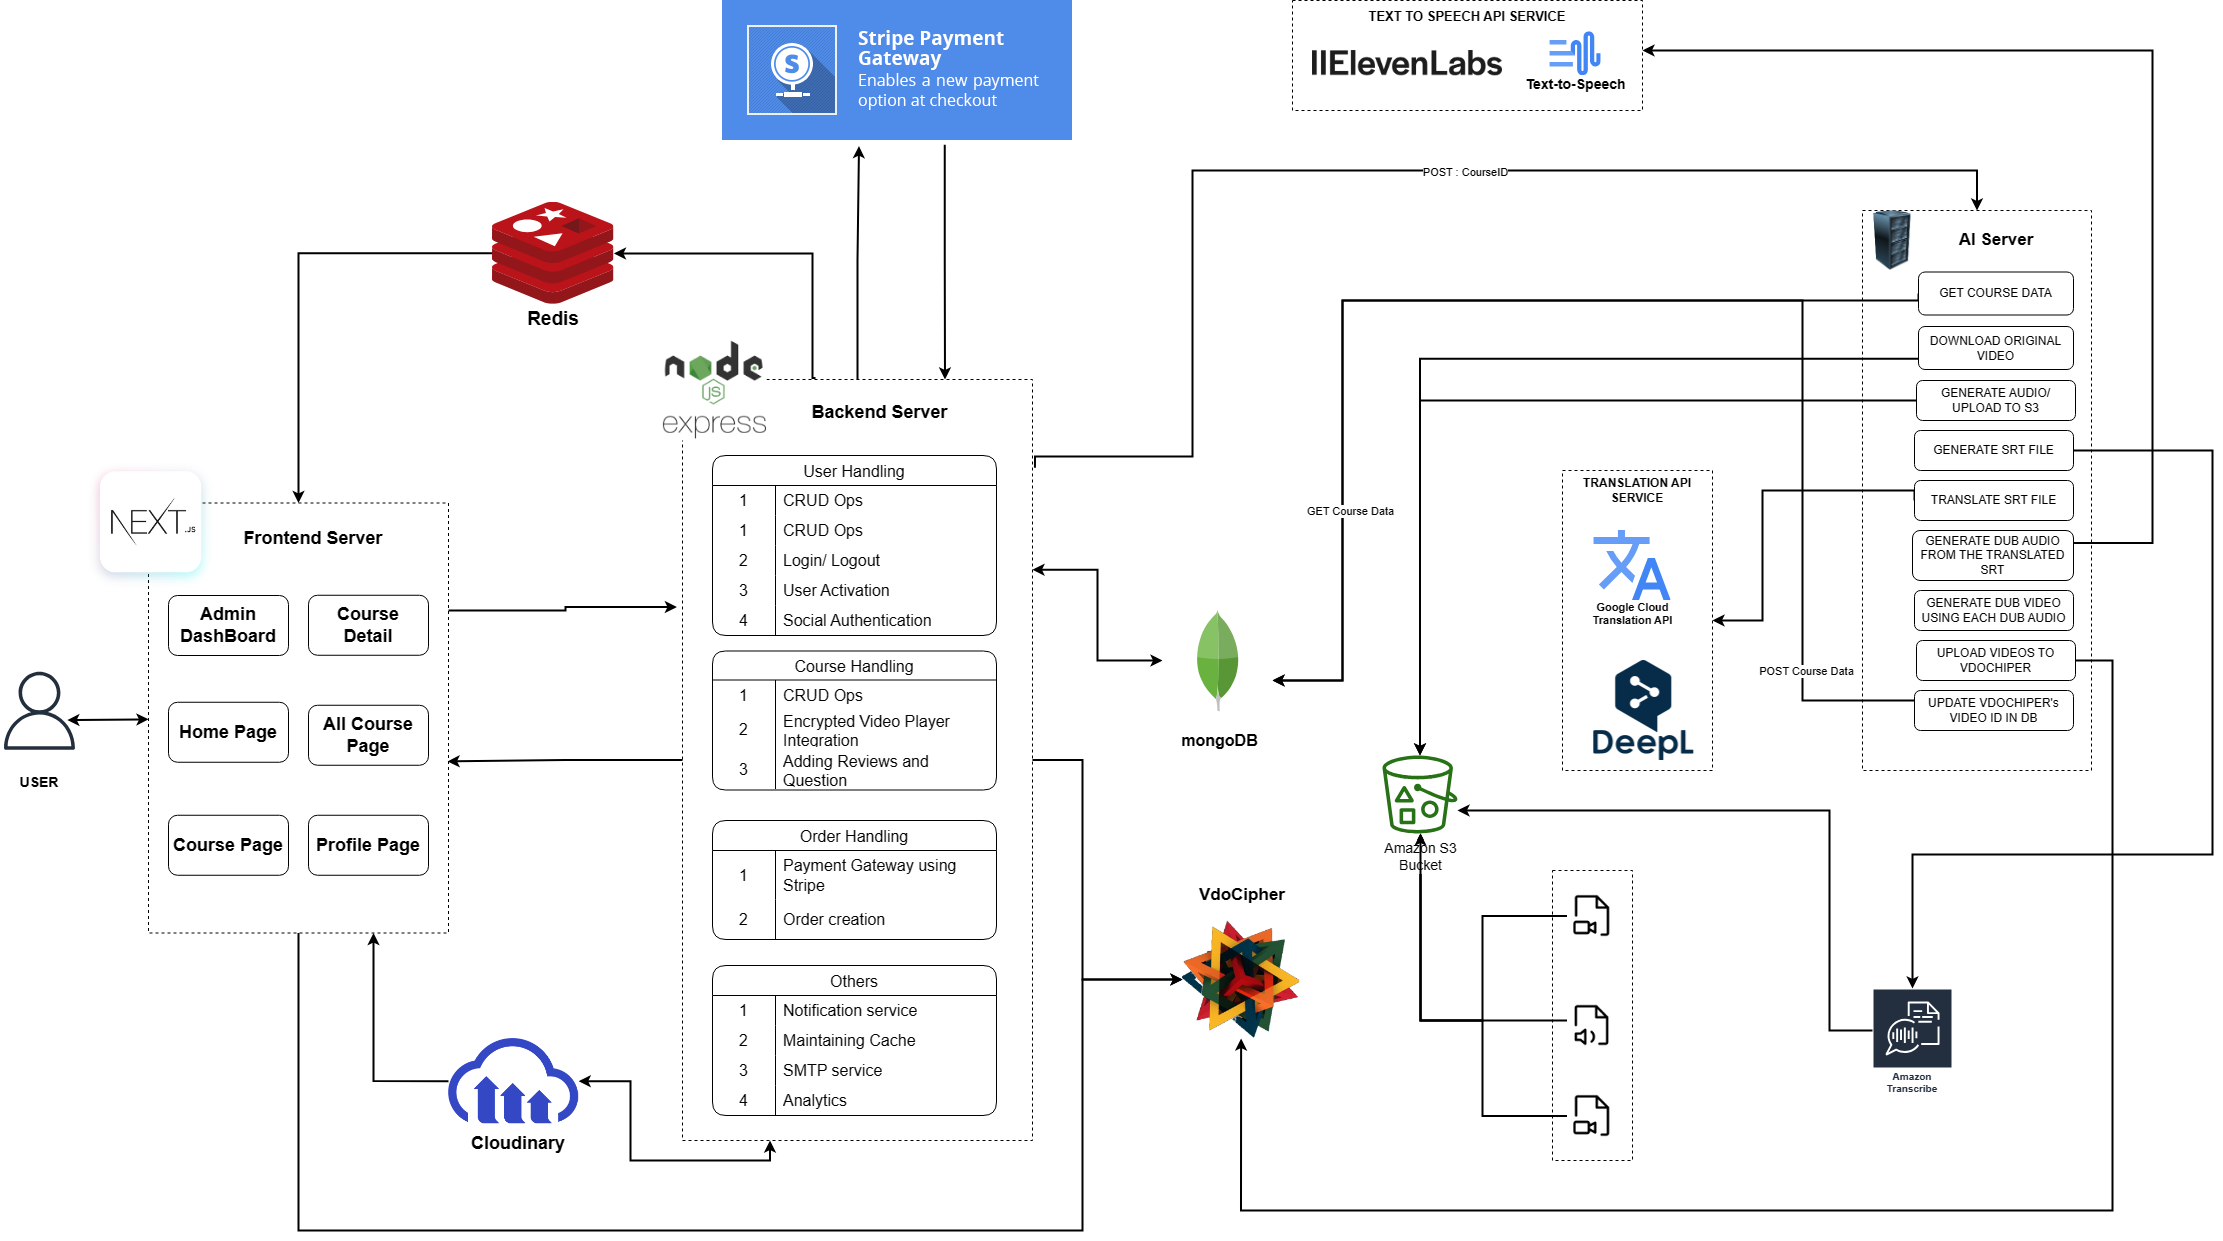 Stripe Payment
Gateway
Enables a new payment
option at checkout
S
TEXT TO SPEECH API SERVICE
IIElevenLabs
Text-to-Speech
POST : CourseID
Redis
node
JS
express
Backend Server
User Handling
1 CRUD Ops
1 CRUD Ops
2 Login/ Logout
3 User Activation
4 Social Authentication
Course Handling
1 CRUD Ops
2 Encrypted Video Player
Integration
3 Adding Reviews and
Question
Order Handling
1 Payment Gateway using
Stripe
2 Order creation
Others
1 Notification service
2 Maintaining Cache
3 SMTP service
4 Analytics
NEXT.JS
Frontend Server
Admin
DashBoard
Course
Detail
Home Page
All Course
Page
Course Page
Profile Page
USER
Cloudinary
mongoDB
VdoCipher
GET Course Data
POST Course Data
TRANSLATION API
SERVICE
文A
Google Cloud
Translation API
DeepL
Amazon S3
Bucket
AI Server
GET COURSE DATA
DOWNLOAD ORIGINAL
VIDEO
GENERATE AUDIO/
UPLOAD TO S3
GENERATE SRT FILE
TRANSLATE SRT FILE
GENERATE DUB AUDIO
FROM THE TRANSLATED
SRT
GENERATE DUB VIDEO
USING EACH DUB AUDIO
UPLOAD VIDEOS TO
VDOCHIPER
UPDATE VDOCHIPER's
VIDEO ID IN DB
Amazon
Transcribe